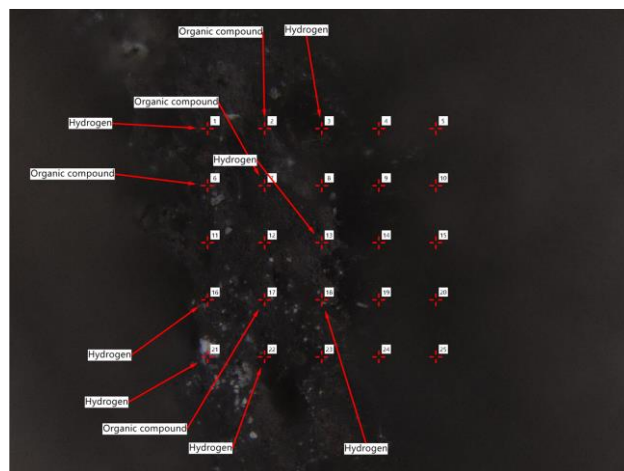 Organic compound
Hydrogen
Organic compound
Hydrogen
1
2
3
4
5
Hydrogen
Organic compound
6
7
8
9
10
11
12
13
14
15
16
17
18
19
20
Hydrogen
21
22
23
24
25
Hydrogen
Organic compound
Hydrogen
Hydrogen